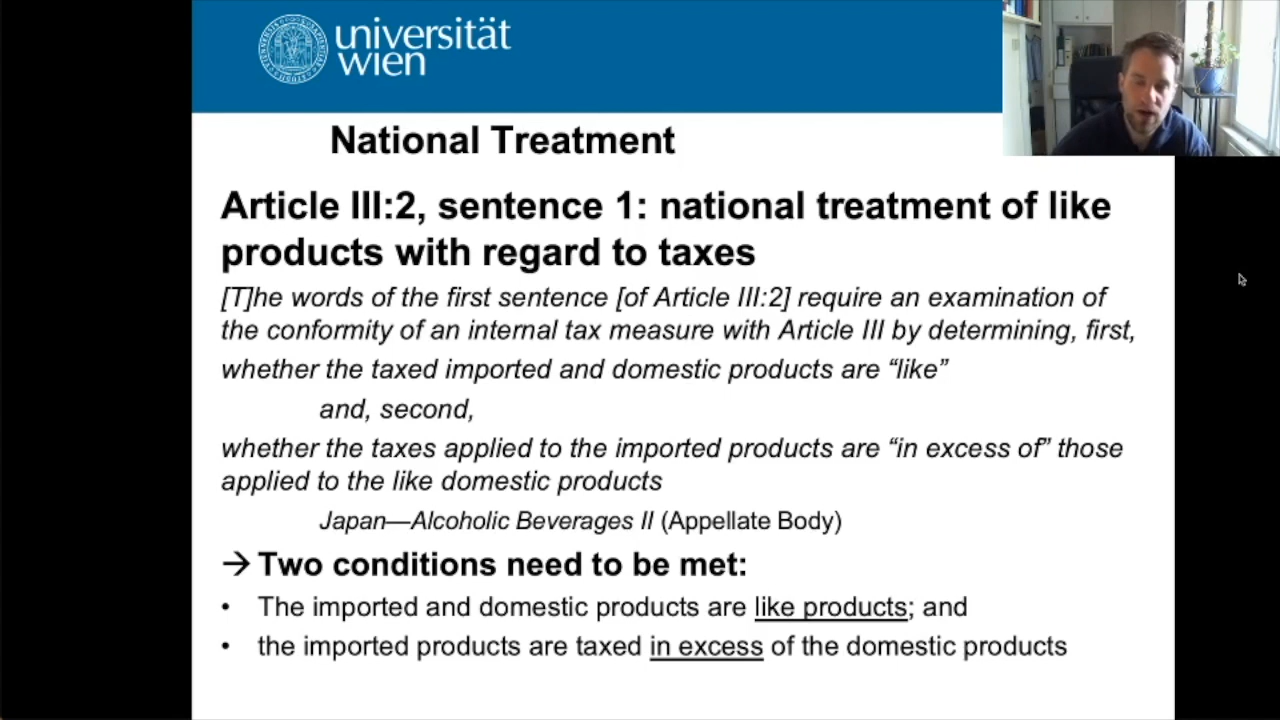 universität
wien
National Treatment
Article III:2, sentence 1: national treatment of like
products with regard to taxes
[T]he words of the first sentence [of Article III:2] require an examination of
the conformity of an internal tax measure with Article III by determining, first,
whether the taxed imported and domestic products are “like”
and, second,
whether the taxes applied to the imported products are “in excess of” those
applied to the like domestic products
Japan—Alcoholic Beverages II (Appellate Body)
→ Two conditions need to be met:
• The imported and domestic products are like products; and
• the imported products are taxed in excess of the domestic products